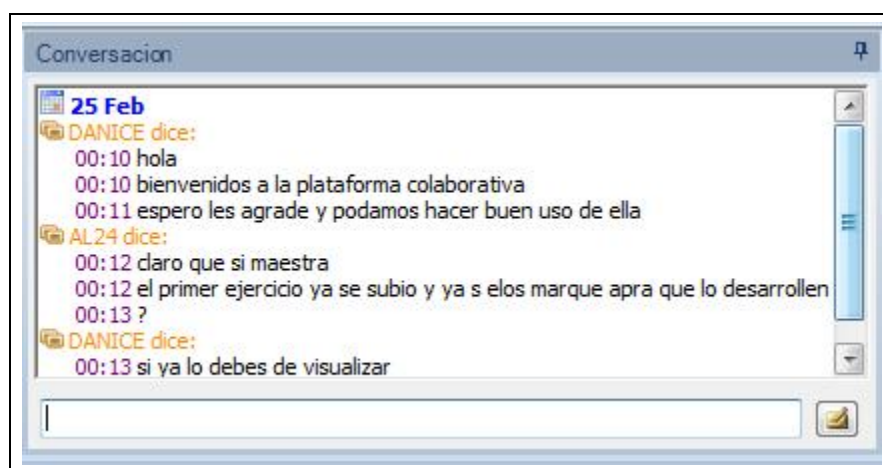 Conversacion
25 Feb
DANICE dice:
00:10 hola
00:10 bienvenidos a la plataforma colaborativa
00:11 espero les agrade y podamos hacer buen uso de ella
AL24 dice:
00:12 claro que si maestra
00:12 el primer ejercicio ya se subio y ya s elos marque apra que lo desarrollen
00:13 ?
DANICE dice:
00:13 si ya lo debes de visualizar